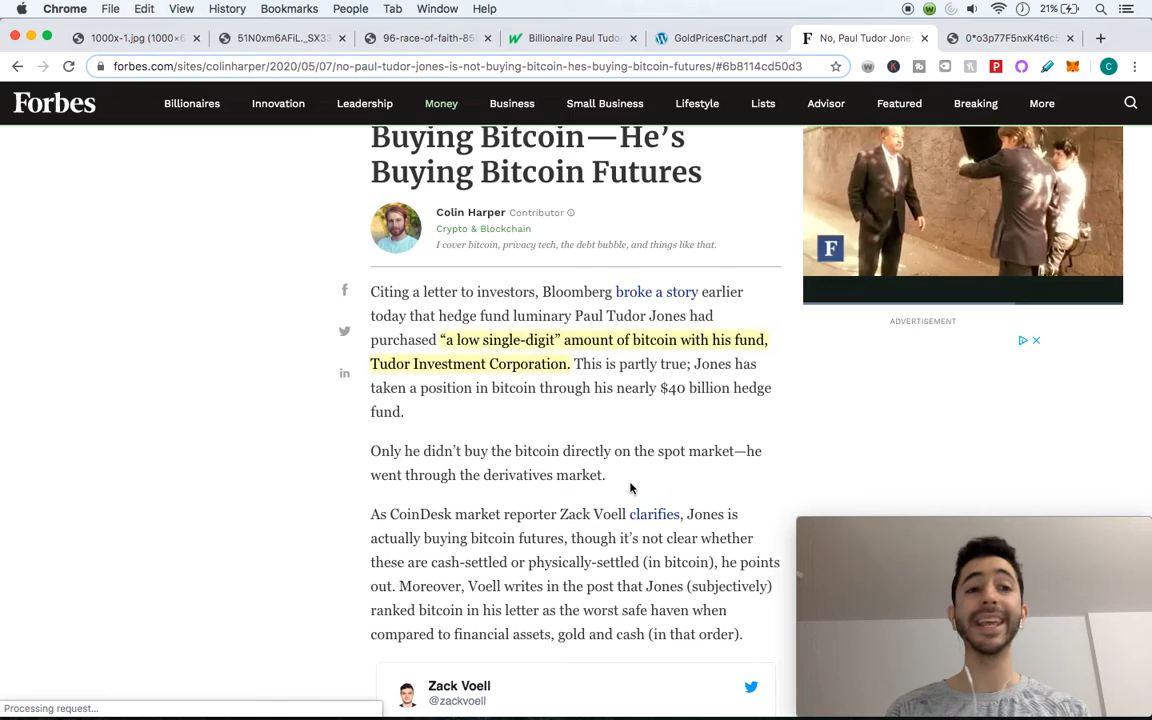 Chrome File Edit View History Bookmarks People Tab Window Help 21%
1000x-1.jpg (1000×6 51N0xm6AFiL._SX33 96-race-of-faith-85 Billionaire Paul Tudor GoldPricesChart.pdf No, Paul Tudor Jone 0*o3p77F5nxK4t6c
forbes.com/sites/colinharper/2020/05/07/no-paul-tudor-jones-is-not-buying-bitcoin-hes-buying-bitcoin-futures/#6b8114cd50d3
Forbes Billionaires Innovation Leadership Money Business Small Business Lifestyle Lists Advisor Featured Breaking More
Buying Bitcoin—He’s
Buying Bitcoin Futures
Colin Harper Contributor
Crypto & Blockchain
I cover bitcoin, privacy tech, the debt bubble, and things like that.
Citing a letter to investors, Bloomberg broke a story earlier
today that hedge fund luminary Paul Tudor Jones had
purchased “a low single-digit” amount of bitcoin with his fund,
Tudor Investment Corporation. This is partly true; Jones has
taken a position in bitcoin through his nearly $40 billion hedge
fund.
Only he didn’t buy the bitcoin directly on the spot market—he
went through the derivatives market.
As CoinDesk market reporter Zack Voell clarifies, Jones is
actually buying bitcoin futures, though it’s not clear whether
these are cash-settled or physically-settled (in bitcoin), he points
out. Moreover, Voell writes in the post that Jones (subjectively)
ranked bitcoin in his letter as the worst safe haven when
compared to financial assets, gold and cash (in that order).
Zack Voell
@zackvoell
F
ADVERTISEMENT
Processing request...